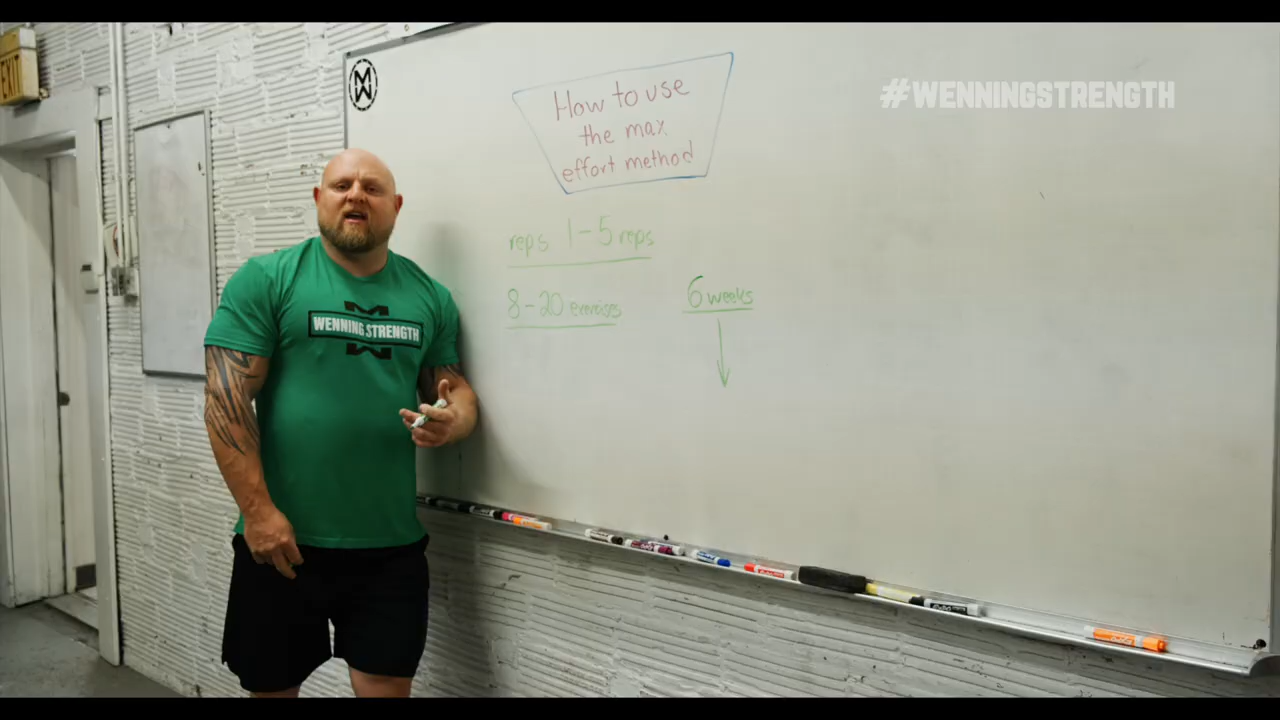 EXIT
#WENNINGSTRENGTH
How to use
the max
effort method
reps 1-5 reps
8-20 exercises
6 weeks
WENNING STRENGTH